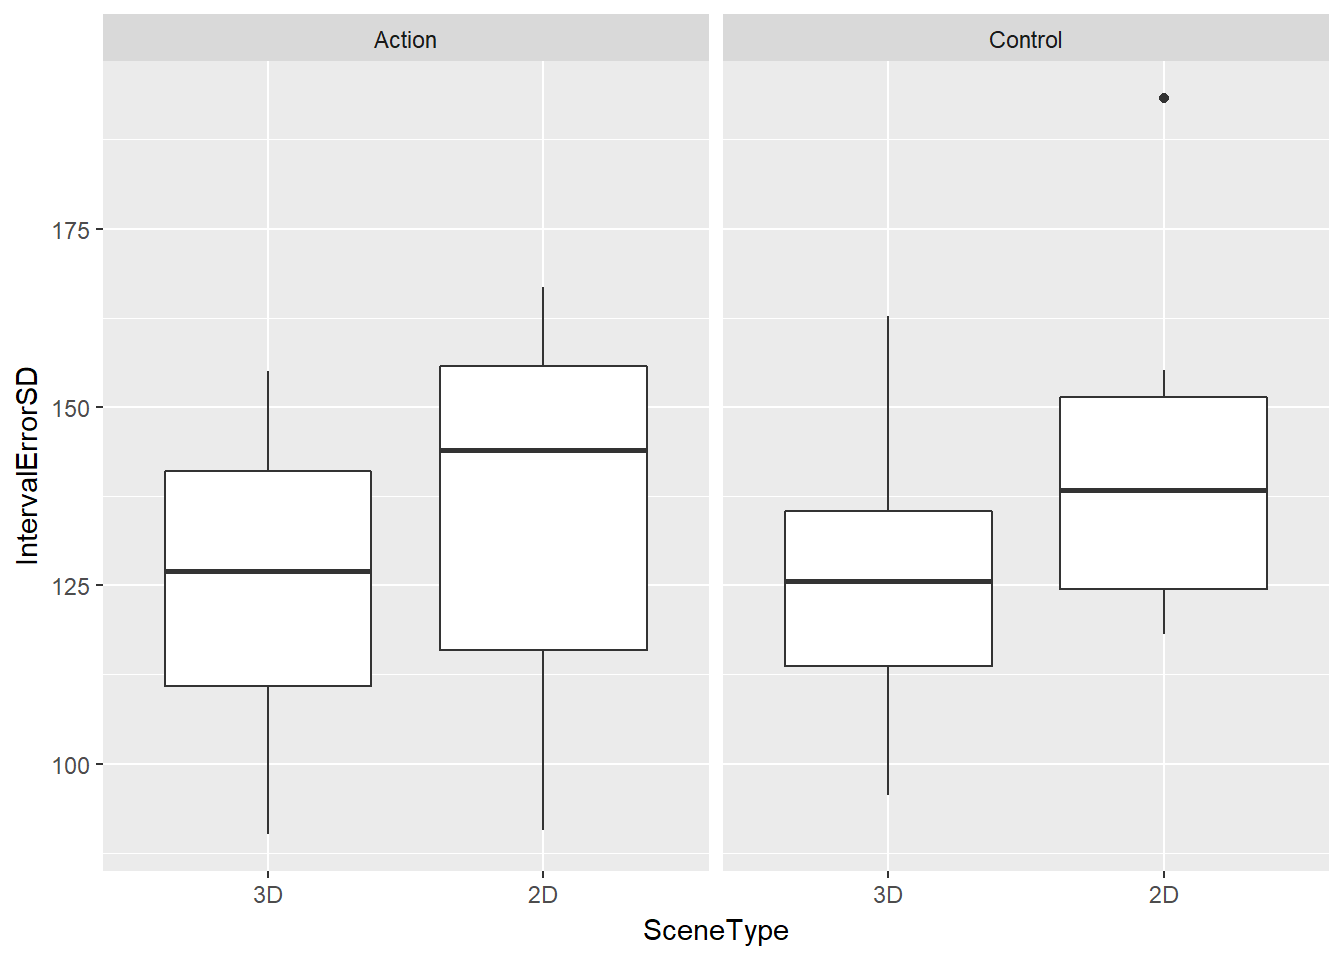 Action
Control
IntervalErrorSD
175
150
125
100
3D
2D
3D
2D
SceneType